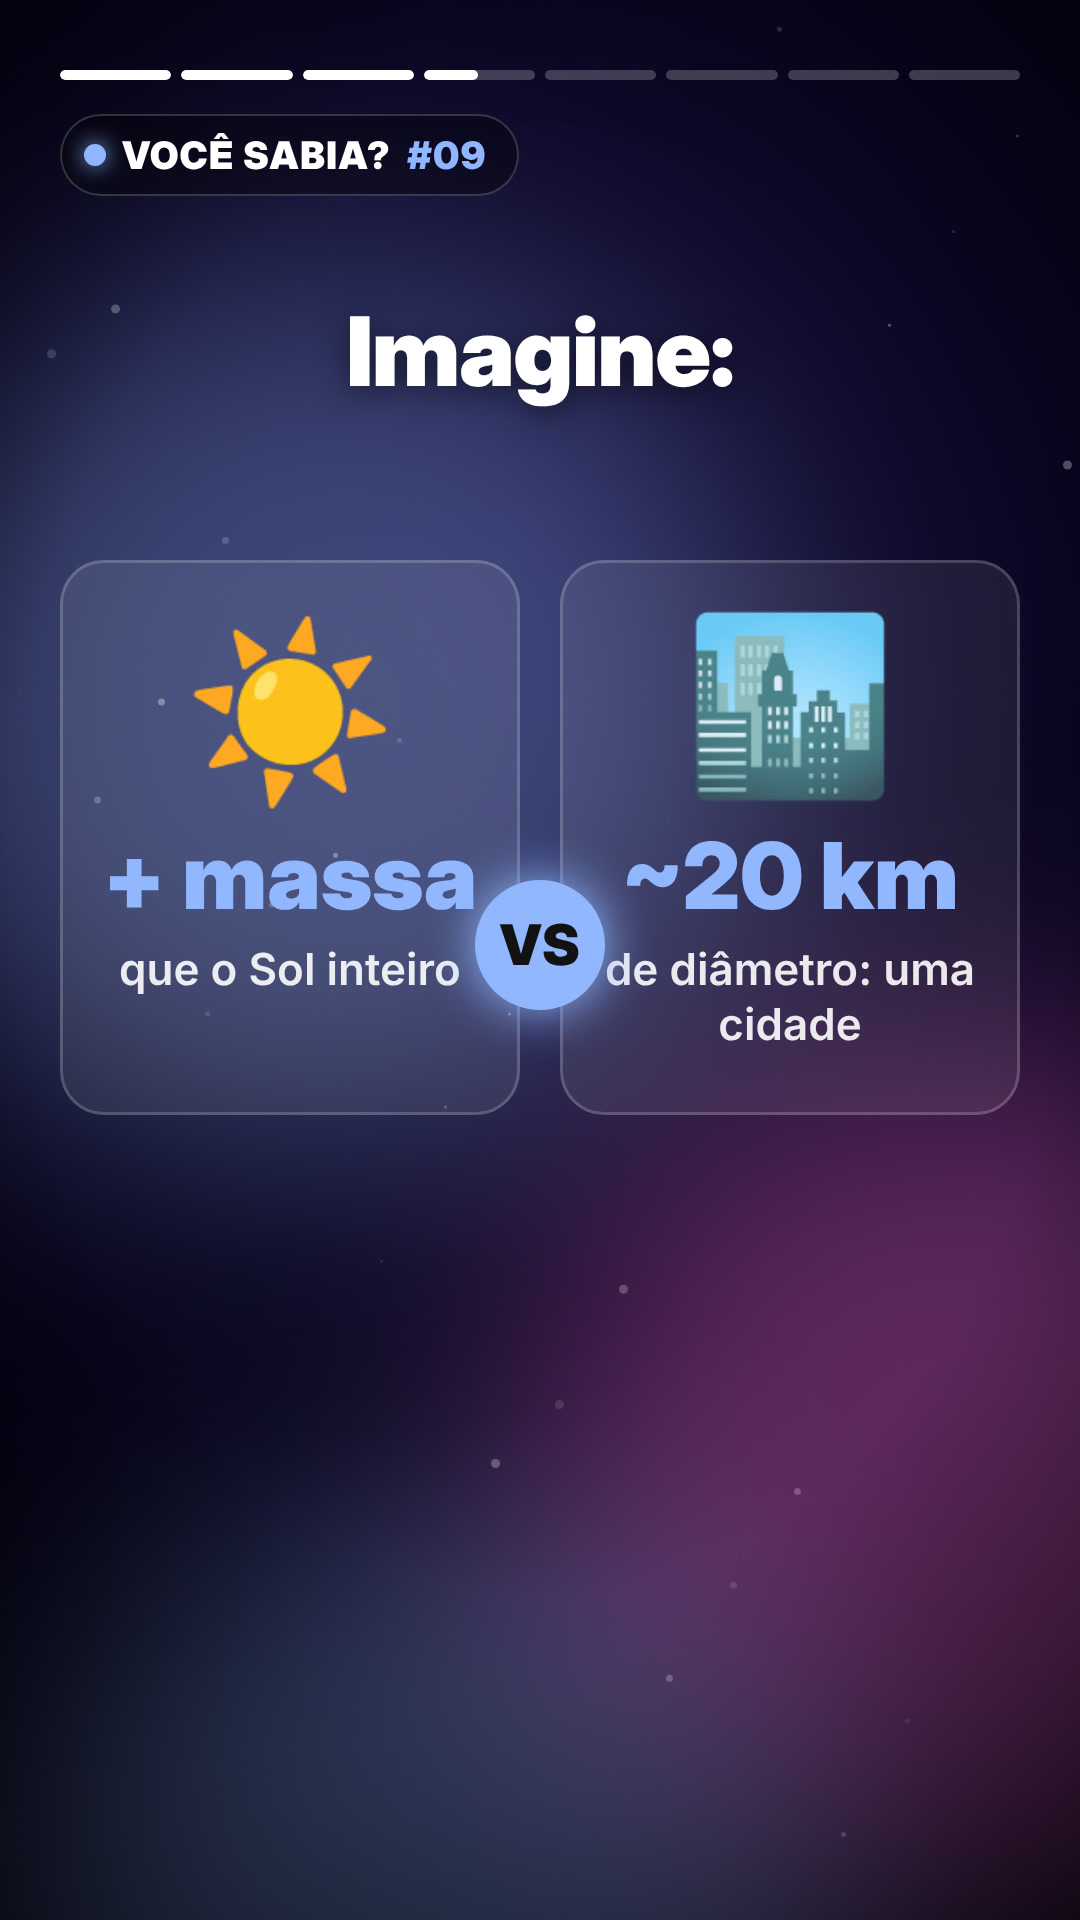 VOCÊ SABIA? #09
Imagine:
+ massa
que o Sol inteiro
VS
~20 km
de diâmetro: uma
cidade